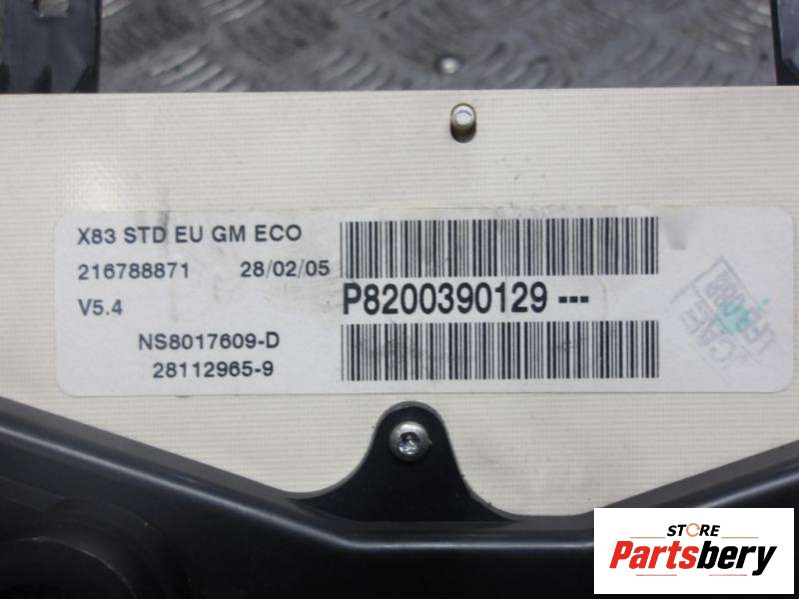 X83 STD EU GM ECO
216788871 28/02/05
V5.4
P8200390129 ---
NS8017609-D
28112965-9
STORE
Partsbery